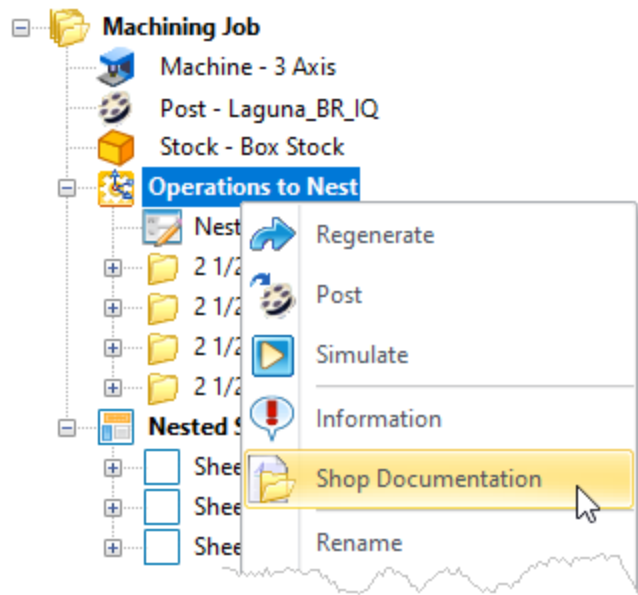 Machining Job
Machine - 3 Axis
Post - Laguna_BR_IQ
Stock - Box Stock
Operations to Nest
Nest
Regenerate
2 1/2
Post
2 1/2
2 1/2
Simulate
2 1/2
Nested S
Information
Shee
Shop Documentation
Shee
Shee
Rename